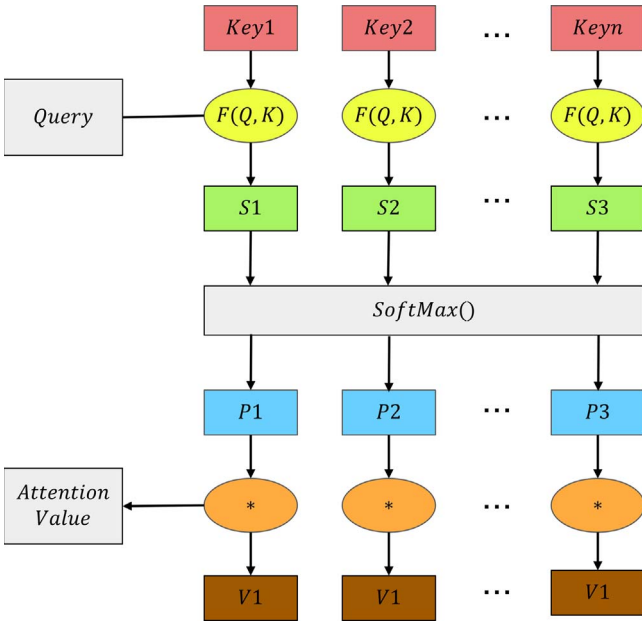 Key1 Key2 ... Keyn
Query F(Q,K) F(Q,K) ... F(Q,K)
S1 S2 ... S3
SoftMax()
P1 P2 ... P3
Attention
Value
* * ... *
V1 V1 ... V1